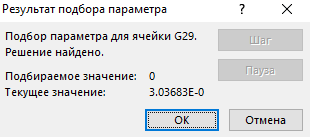 Результат подбора параметра
Подбор параметра для ячейки G29.
Решение найдено.
Шаг
Пауза
Подбираемое значение: 0
Текущее значение: 3.03683E-0
OK
Отмена